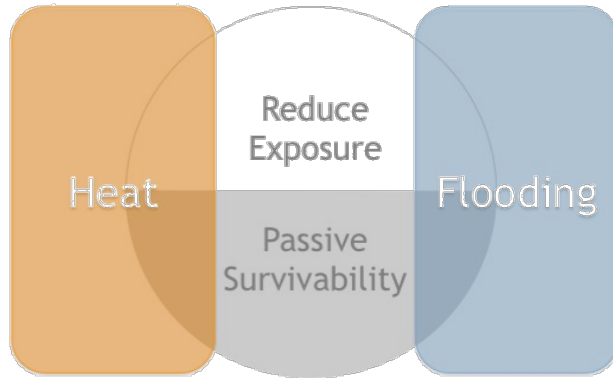 Heat
Reduce
Exposure
Passive
Survivability
Flooding